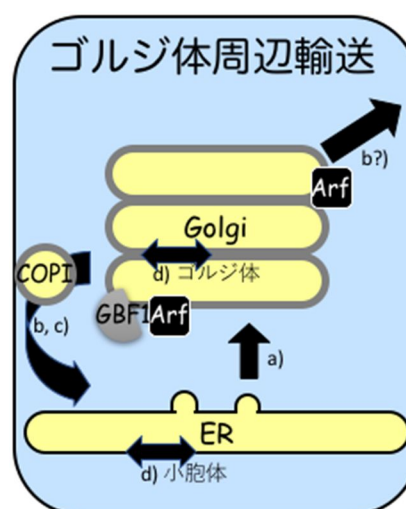 ゴルジ体周辺輸送
b?)
Arf
Golgi
d) ゴルジ体
COPI
GBF1
Arf
b, c)
a)
ER
d) 小胞体